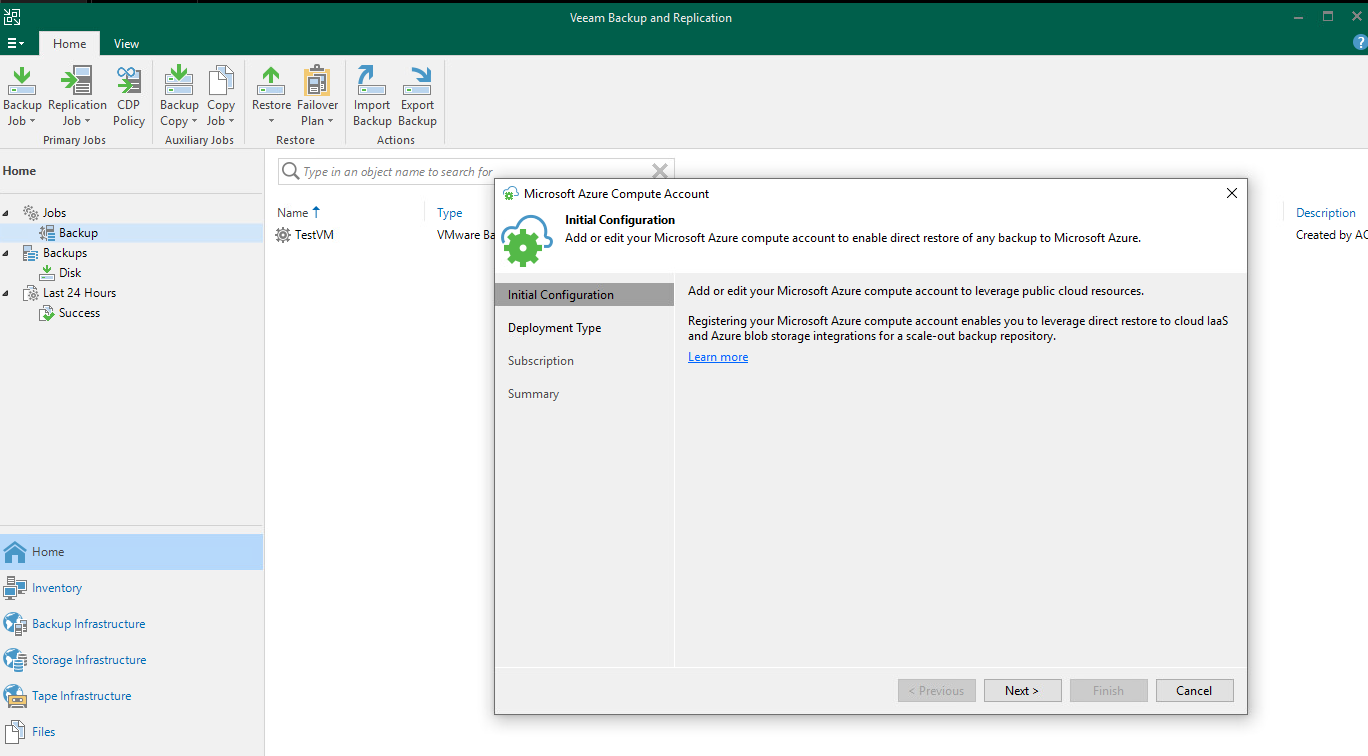 Veeam Backup and Replication
Home View
?
Backup Job
Replication Job
CDP Policy
Primary Jobs
Backup Copy
Copy Job
Auxiliary Jobs
Restore
Failover Plan
Restore
Import Backup
Export Backup
Actions
Home
Jobs
Backup
Backups
Disk
Last 24 Hours
Success
Home
Inventory
Backup Infrastructure
Storage Infrastructure
Tape Infrastructure
Files
Type in an object name to search for
Name Type Description
TestVM VMware Ba Created by AC
Microsoft Azure Compute Account
Initial Configuration
Add or edit your Microsoft Azure compute account to enable direct restore of any backup to Microsoft Azure.
Initial Configuration
Deployment Type
Subscription
Summary
Add or edit your Microsoft Azure compute account to leverage public cloud resources.
Registering your Microsoft Azure compute account enables you to leverage direct restore to cloud IaaS
and Azure blob storage integrations for a scale-out backup repository.
Learn more
< Previous Next > Finish Cancel